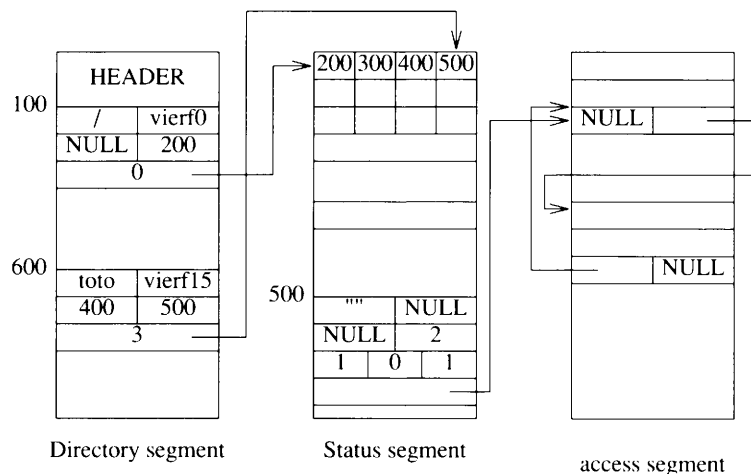 HEADER
100
/ vierf0
NULL 200
0
600
toto vierf15
400 500
3
Directory segment
200 300 400 500
500
"" NULL
NULL 2
1 0 1
Status segment
NULL
NULL
access segment